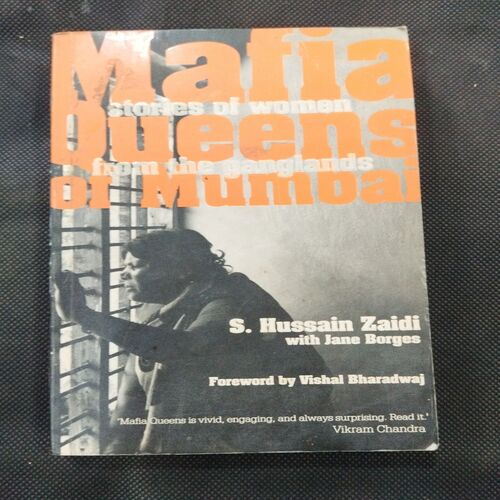 Mafia
stories of women
Queens
from the ganglands
of Mumbai
S. Hussain Zaidi
with Jane Borges
Foreword by Vishal Bharadwaj
'Mafia Queens is vivid, engaging, and always surprising. Read it.'
Vikram Chandra